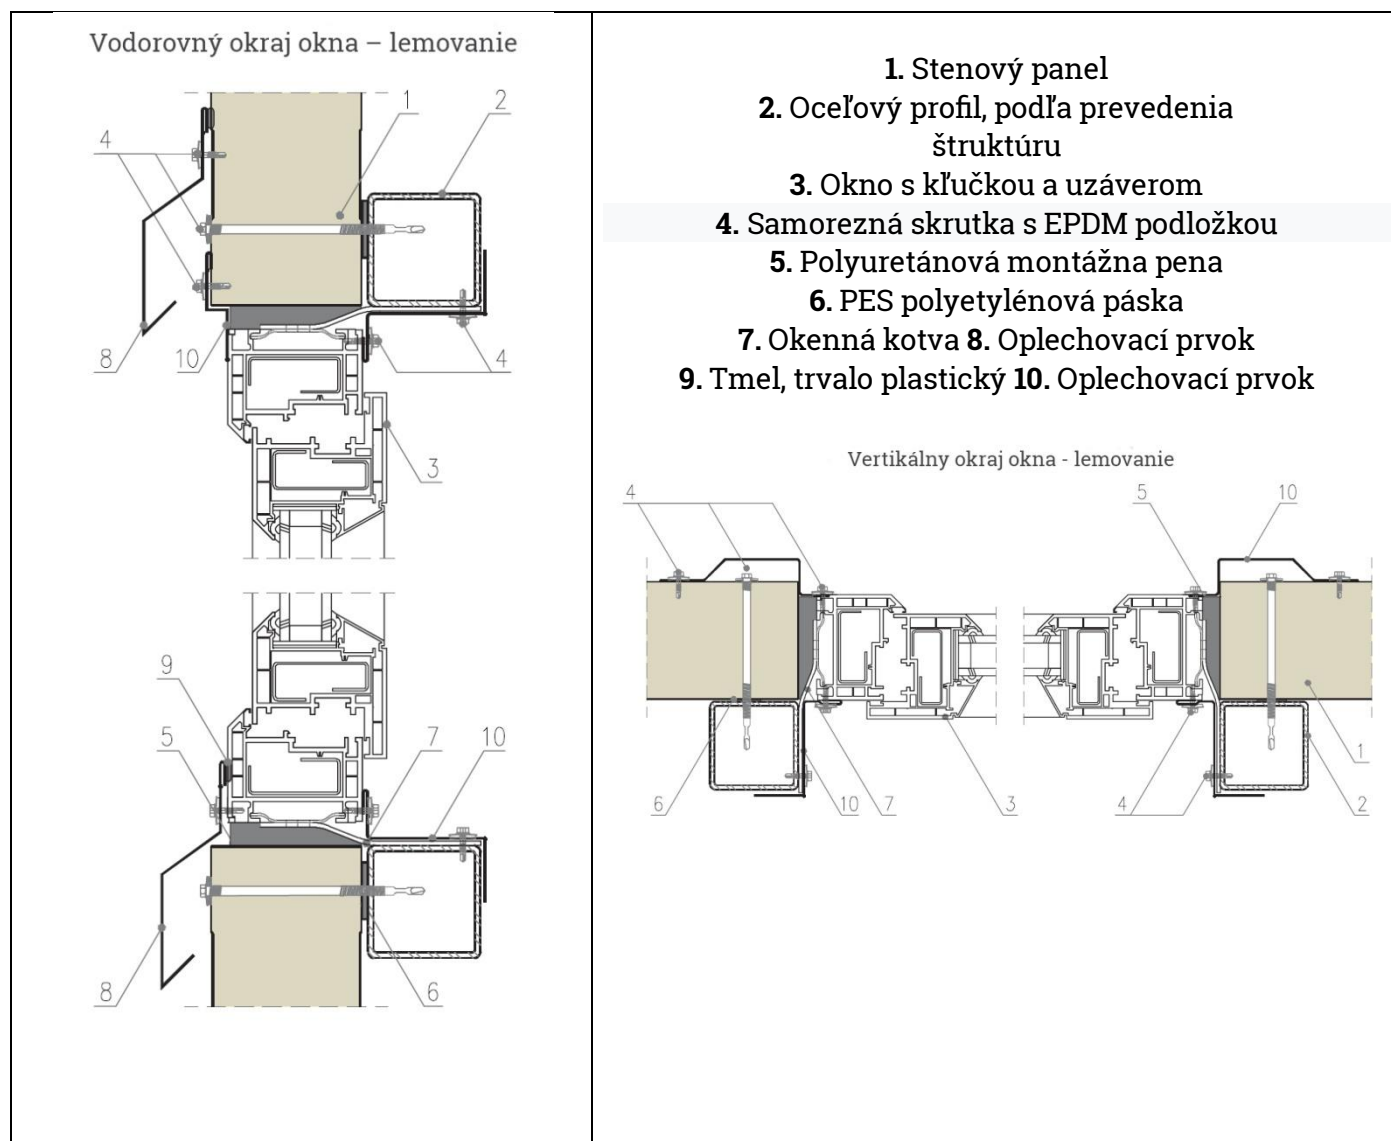 Vodorovný okraj okna – lemovanie
1
2
4
8
10
4
3
9
5
7
10
8
6
1. Stenový panel
2. Oceľový profil, podľa prevedenia
štruktúru
3. Okno s kľučkou a uzáverom
4. Samorezná skrutka s EPDM podložkou
5. Polyuretánová montážna pena
6. PES polyetylénová páska
7. Okenná kotva 8. Oplechovací prvok
9. Tmel, trvalo plastický 10. Oplechovací prvok
Vertikálny okraj okna - lemovanie
4
5
10
1
6
10
7
3
4
2